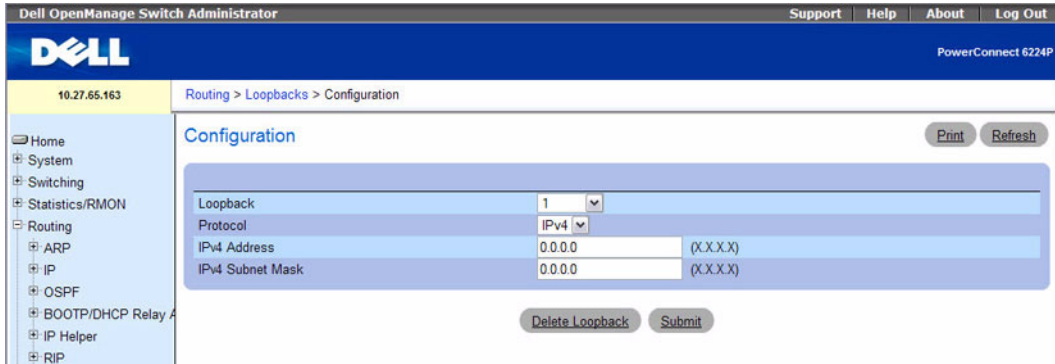 Dell OpenManage Switch Administrator Support Help About Log Out
DELL
PowerConnect 6224P
10.27.65.163
Routing > Loopbacks > Configuration
Home
System
Switching
Statistics/RMON
Routing
ARP
IP
OSPF
BOOTP/DHCP Relay A
IP Helper
RIP
Configuration
Print Refresh
Loopback 1
Protocol IPv4
IPv4 Address 0.0.0.0 (X.X.X.X)
IPv4 Subnet Mask 0.0.0.0 (X.X.X.X)
Delete Loopback Submit